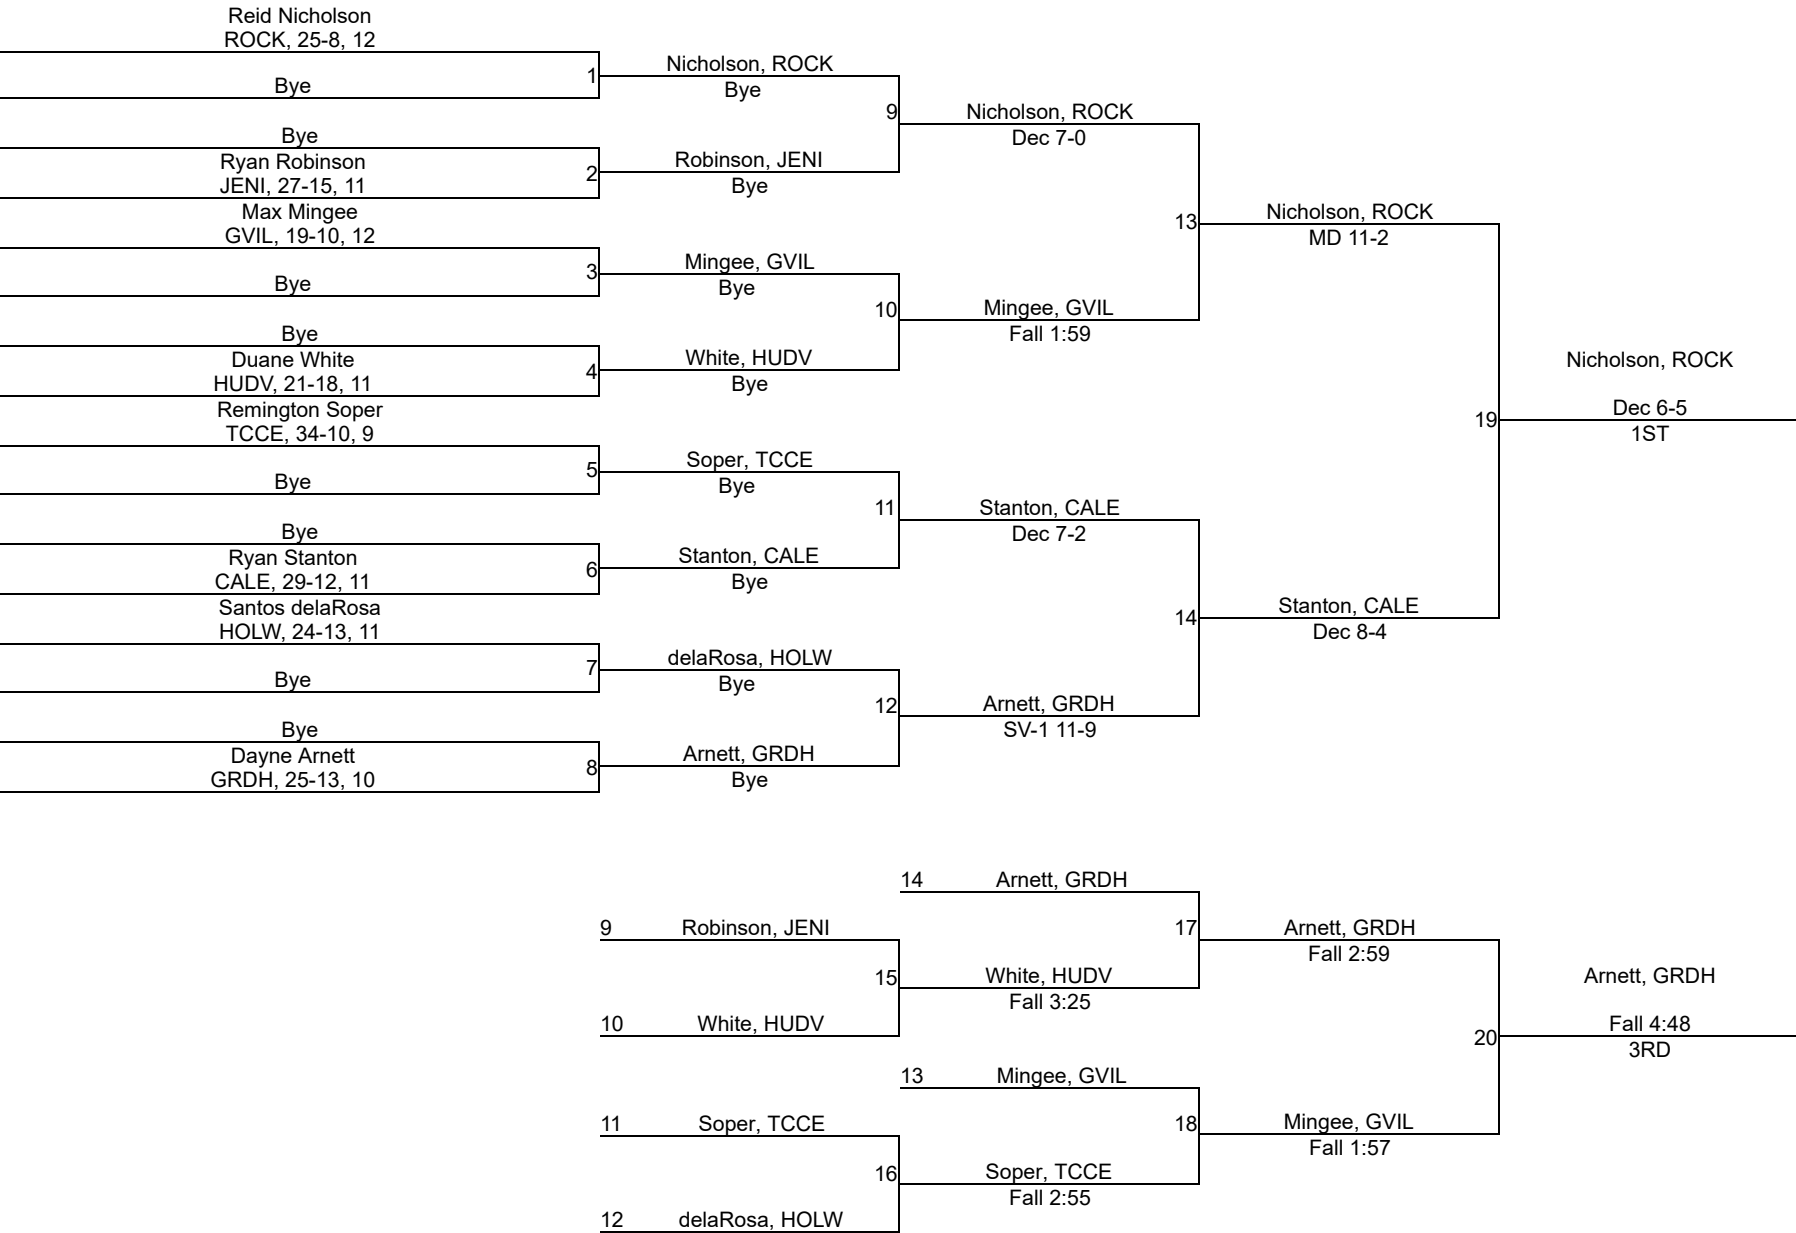 Reid Nicholson
ROCK, 25-8, 12
Bye
1
Bye
Ryan Robinson
JENI, 27-15, 11
2
Max Mingee
GVIL, 19-10, 12
Bye
3
Bye
Duane White
HUDV, 21-18, 11
4
Remington Soper
TCCE, 34-10, 9
Bye
5
Bye
Ryan Stanton
CALE, 29-12, 11
6
Santos delaRosa
HOLW, 24-13, 11
Bye
7
Bye
Dayne Arnett
GRDH, 25-13, 10
8
Nicholson, ROCK
Bye
9
Robinson, JENI
Bye
Mingee, GVIL
Bye
10
White, HUDV
Bye
Soper, TCCE
Bye
11
Stanton, CALE
Bye
delaRosa, HOLW
Bye
12
Arnett, GRDH
Bye
Nicholson, ROCK
Dec 7-0
13
Mingee, GVIL
Fall 1:59
Stanton, CALE
Dec 7-2
14
Arnett, GRDH
SV-1 11-9
Nicholson, ROCK
MD 11-2
19
Stanton, CALE
Dec 8-4
Nicholson, ROCK
Dec 6-5
1ST
9
Robinson, JENI
15
10
White, HUDV
11
Soper, TCCE
16
12
delaRosa, HOLW
14
Arnett, GRDH
17
White, HUDV
Fall 3:25
13
Mingee, GVIL
18
Soper, TCCE
Fall 2:55
Arnett, GRDH
Fall 2:59
20
Mingee, GVIL
Fall 1:57
Arnett, GRDH
Fall 4:48
3RD